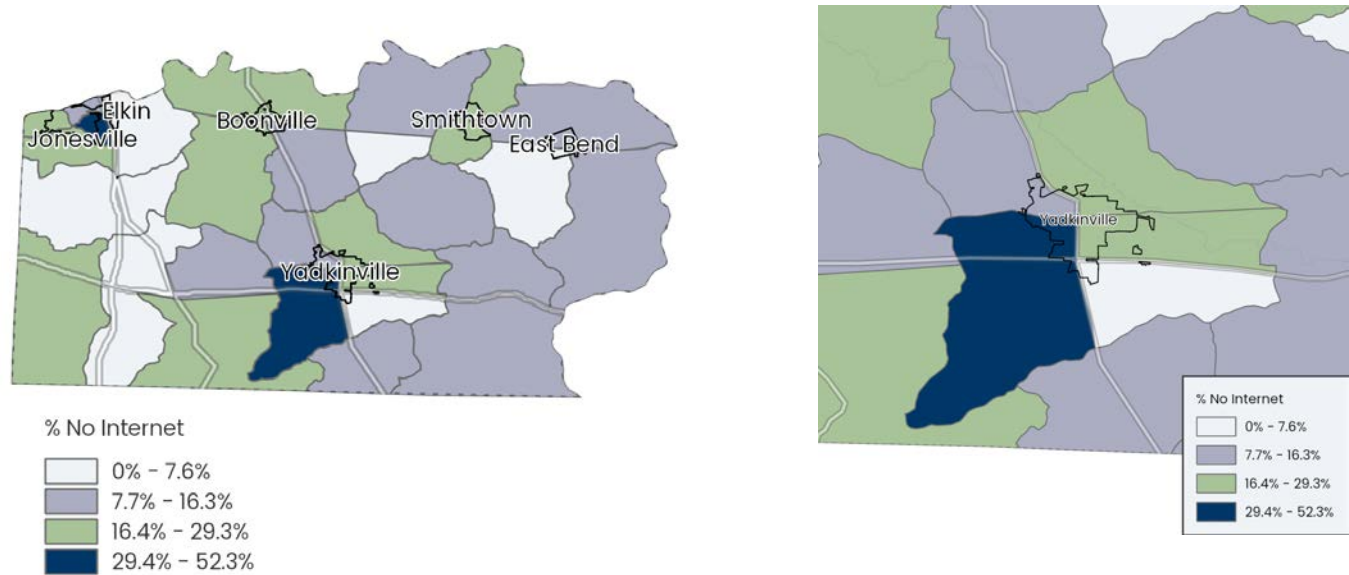 Elkin
Jonesville
Boonville
Smithtown
East Bend
Yadkinville
% No Internet
0% - 7.6%
7.7% - 16.3%
16.4% - 29.3%
29.4% - 52.3%
Yadkinville
% No Internet
0% - 7.6%
7.7% - 16.3%
16.4% - 29.3%
29.4% - 52.3%